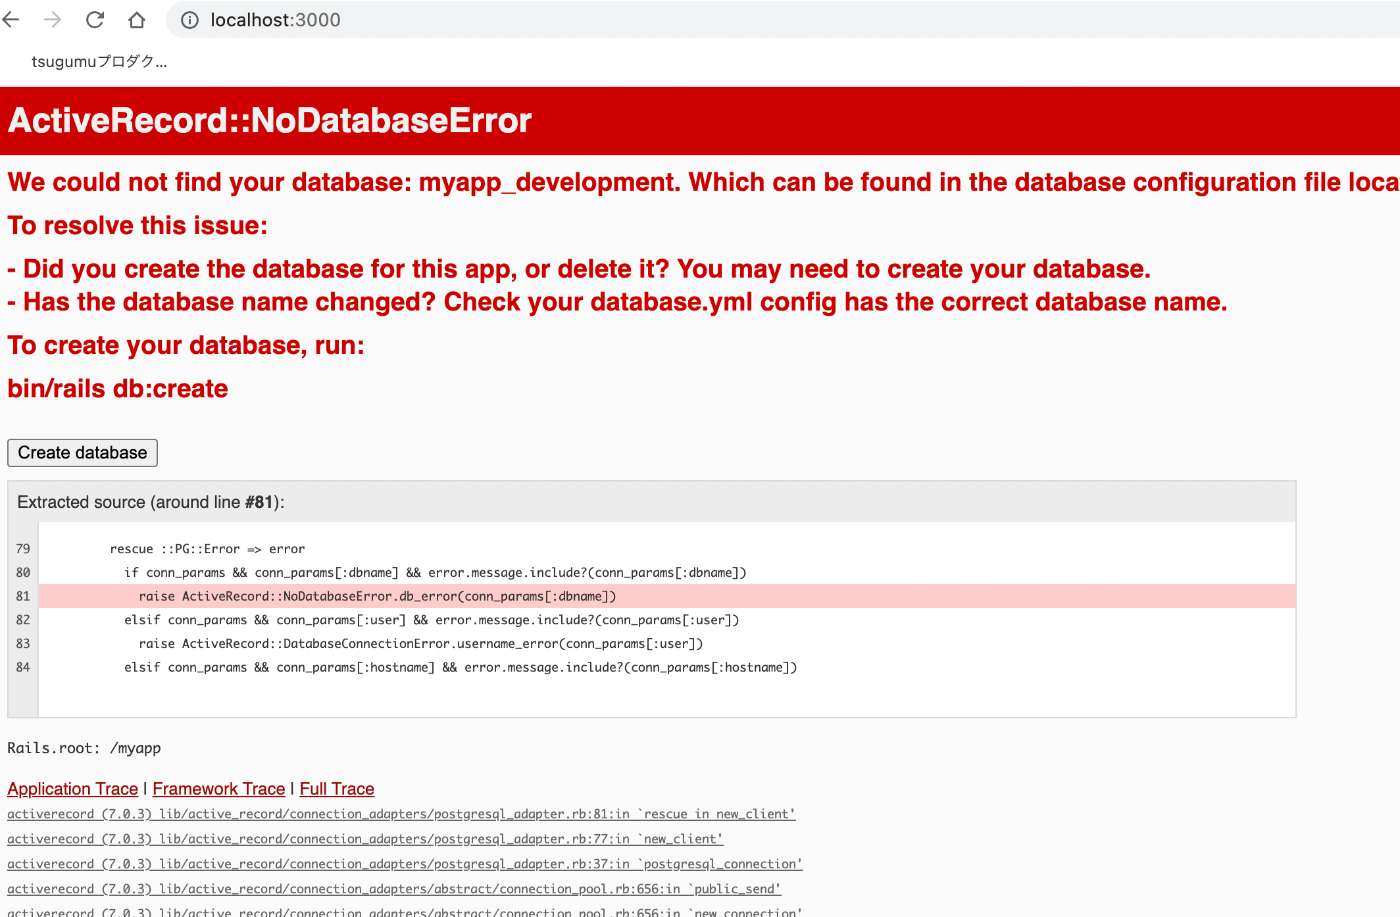 localhost:3000
tsugumuプロダク...
ActiveRecord::NoDatabaseError
We could not find your database: myapp_development. Which can be found in the database configuration file loca
To resolve this issue:
- Did you create the database for this app, or delete it? You may need to create your database.
- Has the database name changed? Check your database.yml config has the correct database name.
To create your database, run:
bin/rails db:create
Create database
Extracted source (around line #81):
79 rescue ::PG::Error => error
80 if conn_params && conn_params[:dbname] && error.message.include?(conn_params[:dbname])
81 raise ActiveRecord::NoDatabaseError.db_error(conn_params[:dbname])
82 elsif conn_params && conn_params[:user] && error.message.include?(conn_params[:user])
83 raise ActiveRecord::DatabaseConnectionError.username_error(conn_params[:user])
84 elsif conn_params && conn_params[:hostname] && error.message.include?(conn_params[:hostname])
Rails.root: /myapp
Application Trace | Framework Trace | Full Trace
activerecord (7.0.3) lib/active_record/connection_adapters/postgresql_adapter.rb:81:in `rescue in new_client'
activerecord (7.0.3) lib/active_record/connection_adapters/postgresql_adapter.rb:77:in `new_client'
activerecord (7.0.3) lib/active_record/connection_adapters/postgresql_adapter.rb:37:in `postgresql_connection'
activerecord (7.0.3) lib/active_record/connection_adapters/abstract/connection_pool.rb:656:in `public_send'
activerecord (7.0.3) lib/active_record/connection_adapters/abstract/connection_pool.rb:656:in `new_connection'